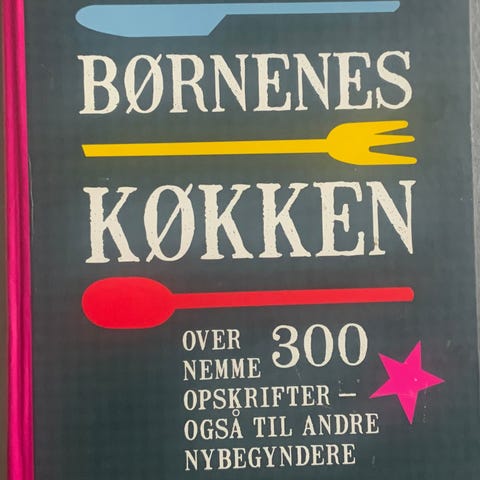 BØRNENES
KØKKEN
OVER 300
NEMME
OPSKRIFTER –
OGSÅ TIL ANDRE
NYBEGYNDERE